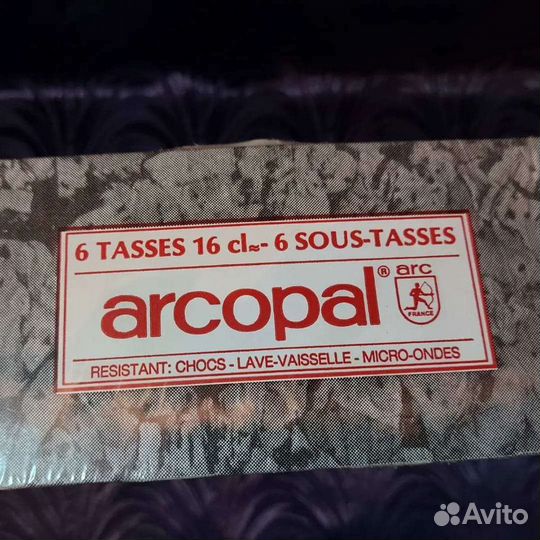 6 TASSES 16 cl≈- 6 SOUS-TASSES
arcopal® arc
FRANCE
RESISTANT: CHOCS - LAVE-VAISSELLE - MICRO-ONDES
Avito